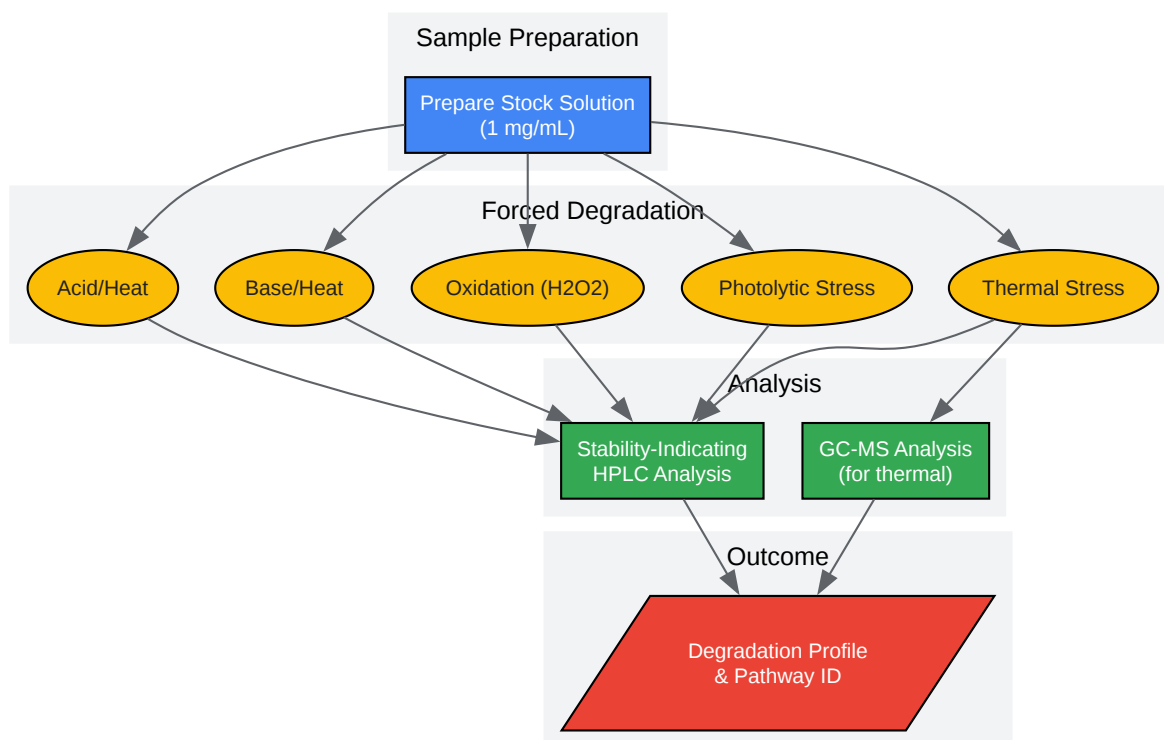 Sample Preparation
Prepare Stock Solution
(1 mg/mL)
Forced Degradation
Acid/Heat
Base/Heat
Oxidation (H2O2)
Photolytic Stress
Thermal Stress
Analysis
Stability-Indicating
HPLC Analysis
GC-MS Analysis
(for thermal)
Outcome
Degradation Profile
& Pathway ID